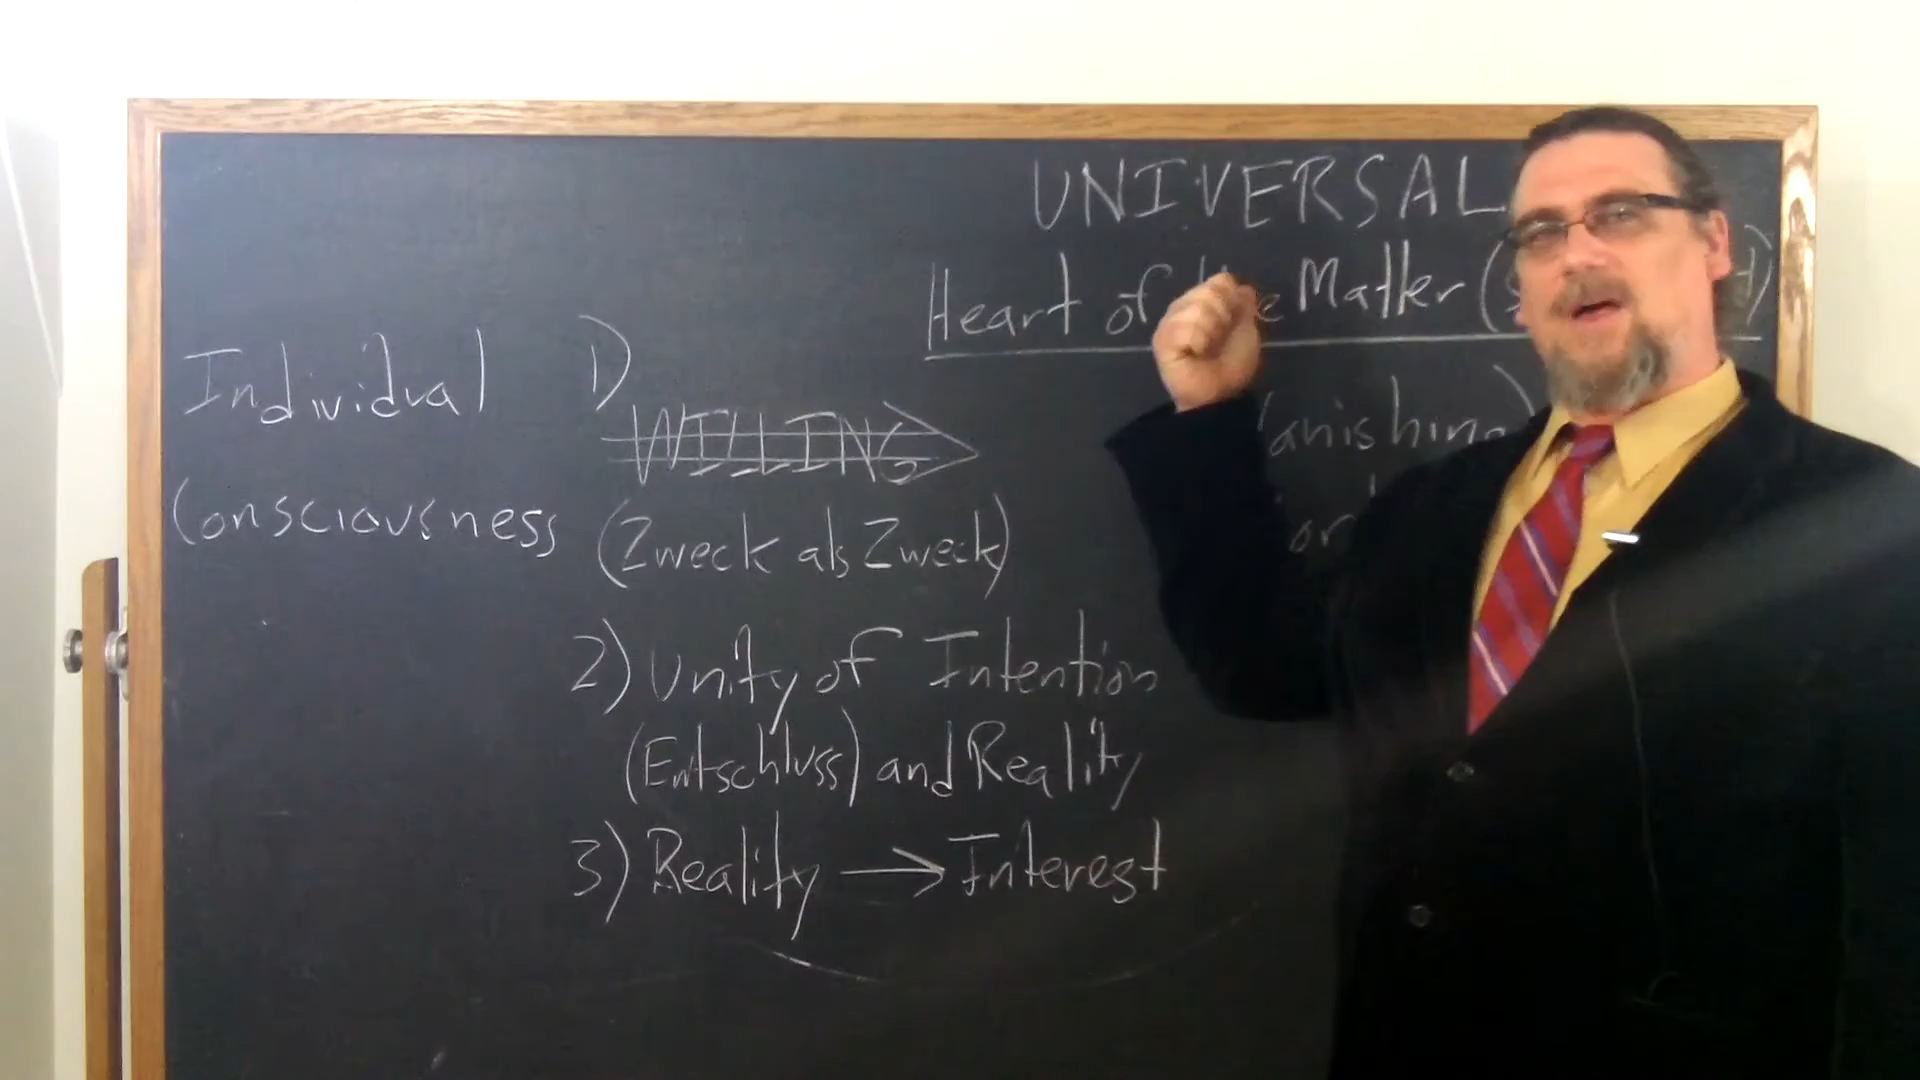 UNIVERSAL
Heart of the Matter (
Individual
1)
WILLING
Consciousness
(Zweck als Zweck)
2) Unity of Intention
(Entschluss) and Reality
3) Reality → Interest